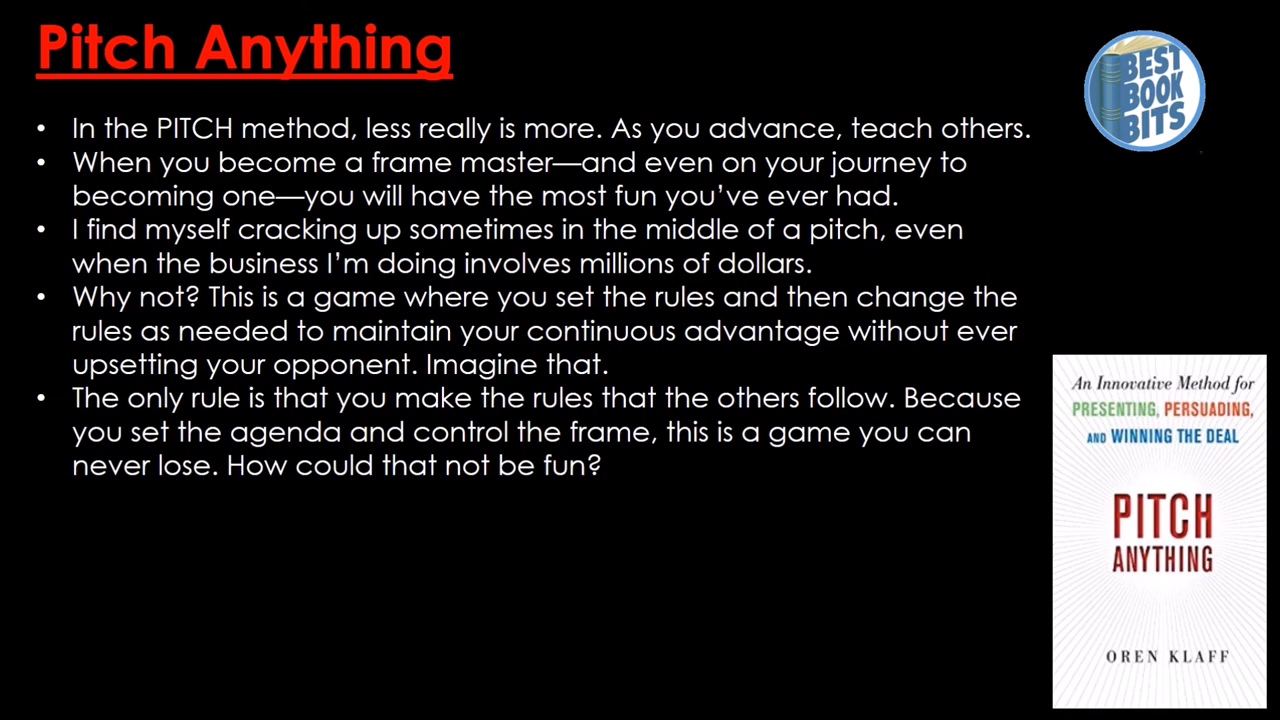 Pitch Anything
BEST
BOOK
BITS
• In the PITCH method, less really is more. As you advance, teach others.
• When you become a frame master—and even on your journey to
becoming one—you will have the most fun you’ve ever had.
• I find myself cracking up sometimes in the middle of a pitch, even
when the business I’m doing involves millions of dollars.
• Why not? This is a game where you set the rules and then change the
rules as needed to maintain your continuous advantage without ever
upsetting your opponent. Imagine that.
• The only rule is that you make the rules that the others follow. Because
you set the agenda and control the frame, this is a game you can
never lose. How could that not be fun?
An Innovative Method for
PRESENTING, PERSUADING,
AND WINNING THE DEAL
PITCH
ANYTHING
OREN KLAFF